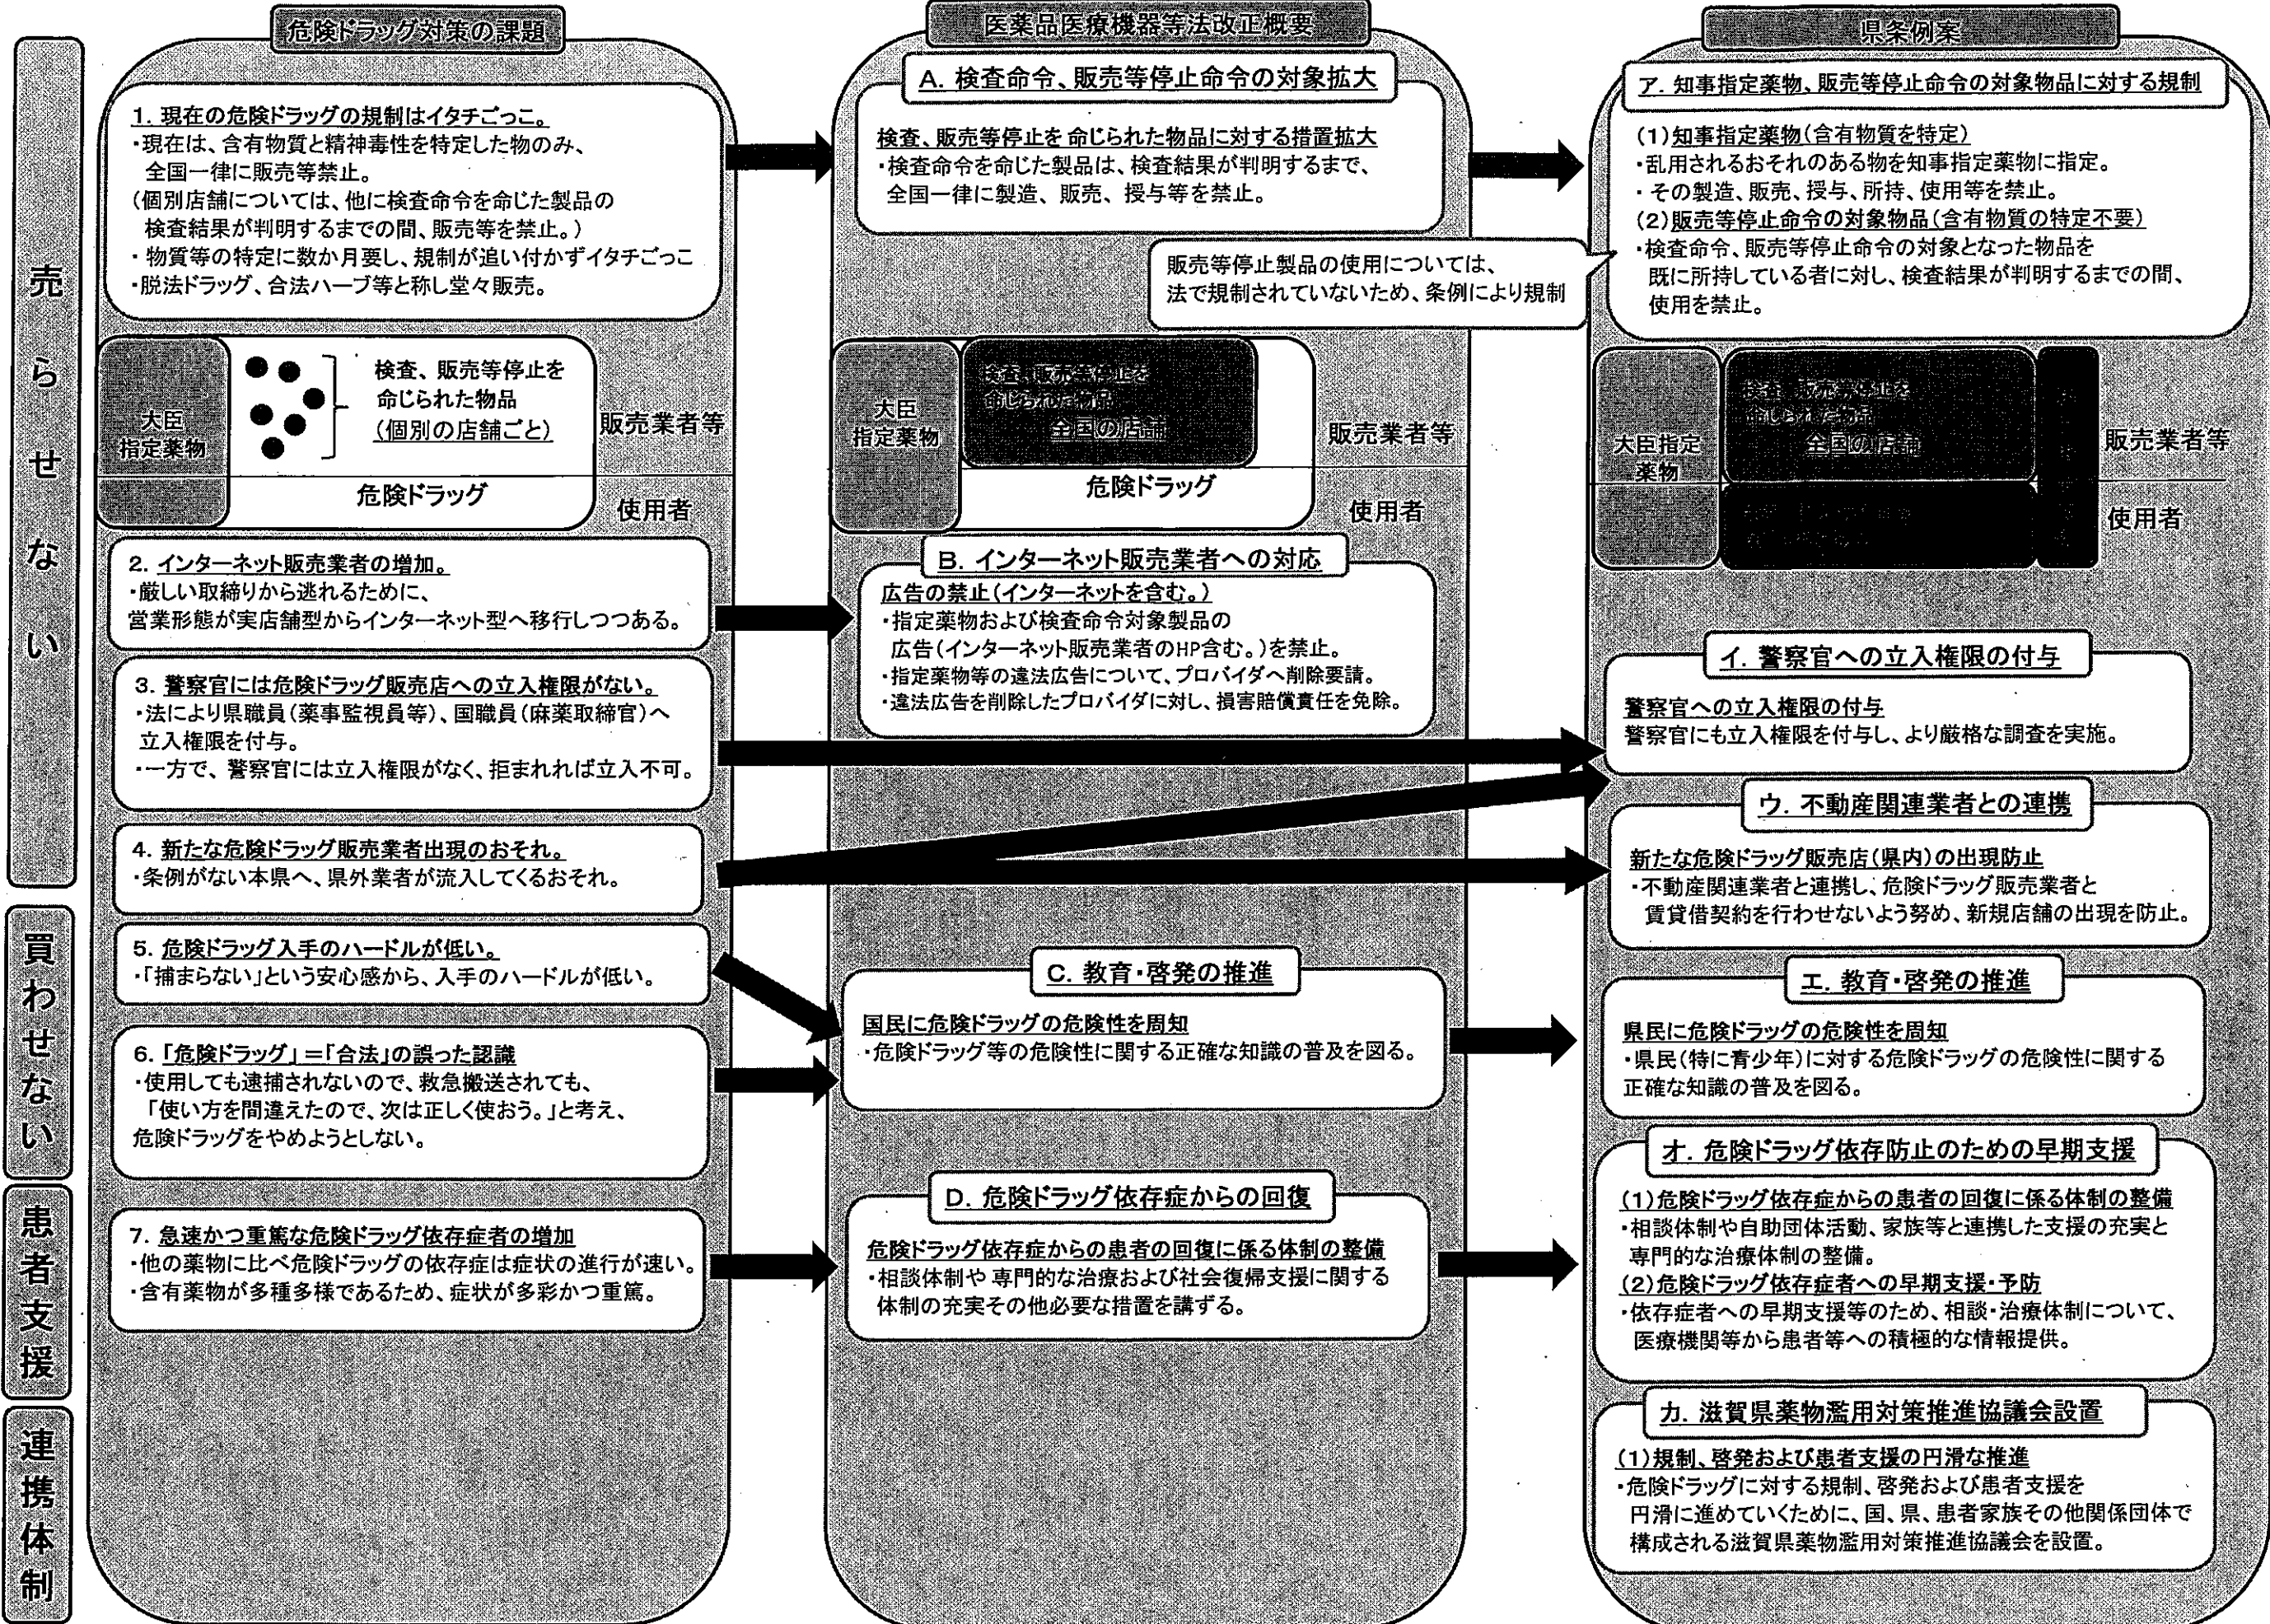 危険ドラッグ対策の課題
医薬品医療機器等法改正概要
県条例案
売らせない
買わせない
患者支援
連携体制
1. 現在の危険ドラッグの規制はイタチごっこ。
・現在は、含有物質と精神毒性を特定した物のみ、
全国一律に販売等禁止。
(個別店舗については、他に検査命令を命じた製品の
検査結果が判明するまでの間、販売等を禁止。)
・物質等の特定に数か月要し、規制が追い付かずイタチごっこ
・脱法ドラッグ、合法ハーブ等と称し堂々販売。
大臣
指定薬物
検査、販売等停止を
命じられた物品
(個別の店舗ごと)
販売業者等
危険ドラッグ
使用者
2. インターネット販売業者の増加。
・厳しい取締りから逃れるために、
営業形態が実店舗型からインターネット型へ移行しつつある。
3. 警察官には危険ドラッグ販売店への立入権限がない。
・法により県職員(薬事監視員等)、国職員(麻薬取締官)へ
立入権限を付与。
・一方で、警察官には立入権限がなく、拒まれれば立入不可。
4. 新たな危険ドラッグ販売業者出現のおそれ。
・条例がない本県へ、県外業者が流入してくるおそれ。
5. 危険ドラッグ入手のハードルが低い。
・「捕まらない」という安心感から、入手のハードルが低い。
6. 「危険ドラッグ」=「合法」の誤った認識
・使用しても逮捕されないので、救急搬送されても、
「使い方を間違えたので、次は正しく使おう。」と考え、
危険ドラッグをやめようとしない。
7. 急速かつ重篤な危険ドラッグ依存症者の増加
・他の薬物に比べ危険ドラッグの依存症は症状の進行が速い。
・含有薬物が多種多様であるため、症状が多彩かつ重篤。
A. 検査命令、販売等停止命令の対象拡大
検査、販売等停止を命じられた物品に対する措置拡大
・検査命令を命じた製品は、検査結果が判明するまで、
全国一律に製造、販売、授与等を禁止。
販売等停止製品の使用については、
法で規制されていないため、条例により規制
大臣
指定薬物
検査、販売等停止を
命じられた物品
全国の店舗
販売業者等
危険ドラッグ
使用者
B. インターネット販売業者への対応
広告の禁止(インターネットを含む。)
・指定薬物および検査命令対象製品の
広告(インターネット販売業者のHP含む。)を禁止。
・指定薬物等の違法広告について、プロバイダへ削除要請。
・違法広告を削除したプロバイダに対し、損害賠償責任を免除。
C. 教育・啓発の推進
国民に危険ドラッグの危険性を周知
・危険ドラッグ等の危険性に関する正確な知識の普及を図る。
D. 危険ドラッグ依存症からの回復
危険ドラッグ依存症からの患者の回復に係る体制の整備
・相談体制や専門的な治療および社会復帰支援に関する
体制の充実その他必要な措置を講ずる。
ア. 知事指定薬物、販売等停止命令の対象物品に対する規制
(1)知事指定薬物(含有物質を特定)
・乱用されるおそれのある物を知事指定薬物に指定。
・その製造、販売、授与、所持、使用等を禁止。
(2)販売等停止命令の対象物品(含有物質の特定不要)
・検査命令、販売等停止命令の対象となった物品を
既に所持している者に対し、検査結果が判明するまでの間、
使用を禁止。
大臣指定
薬物
検査、販売等停止を
命じられた物品
全国の店舗
販売業者等
使用者
イ. 警察官への立入権限の付与
警察官への立入権限の付与
警察官にも立入権限を付与し、より厳格な調査を実施。
ウ. 不動産関連業者との連携
新たな危険ドラッグ販売店(県内)の出現防止
・不動産関連業者と連携し、危険ドラッグ販売業者と
賃貸借契約を行わせないよう努め、新規店舗の出現を防止。
エ. 教育・啓発の推進
県民に危険ドラッグの危険性を周知
・県民(特に青少年)に対する危険ドラッグの危険性に関する
正確な知識の普及を図る。
オ. 危険ドラッグ依存防止のための早期支援
(1)危険ドラッグ依存症からの患者の回復に係る体制の整備
・相談体制や自助団体活動、家族等と連携した支援の充実と
専門的な治療体制の整備。
(2)危険ドラッグ依存症者への早期支援・予防
・依存症者への早期支援等のため、相談・治療体制について、
医療機関等から患者等への積極的な情報提供。
カ. 滋賀県薬物濫用対策推進協議会設置
(1)規制、啓発および患者支援の円滑な推進
・危険ドラッグに対する規制、啓発および患者支援を
円滑に進めていくために、国、県、患者家族その他関係団体で
構成される滋賀県薬物濫用対策推進協議会を設置。